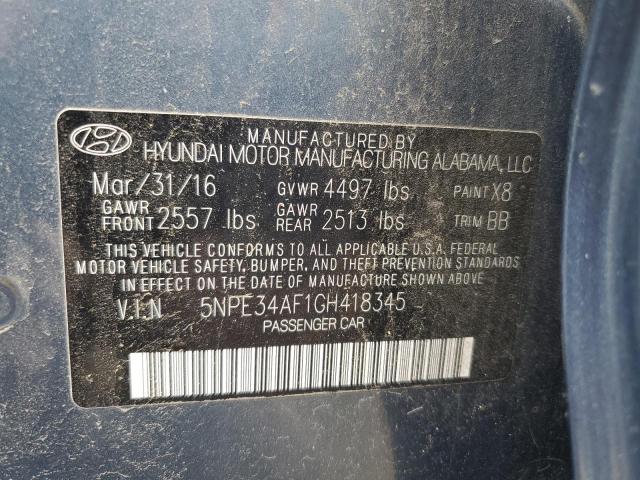 MANUFACTURED BY
HYUNDAI MOTOR MANUFACTURING ALABAMA, LLC
Mar/31/16 GVWR 4497 lbs PAINT X8
GAWR FRONT 2557 lbs GAWR REAR 2513 lbs TRIM BB
THIS VEHICLE CONFORMS TO ALL APPLICABLE U.S.A. FEDERAL
MOTOR VEHICLE SAFETY, BUMPER, AND THEFT PREVENTION STANDARDS
IN EFFECT ON THE DATE OF MANUFACTURE SHOWN ABOVE.
V.I.N 5NPE34AF1GH418345
PASSENGER CAR